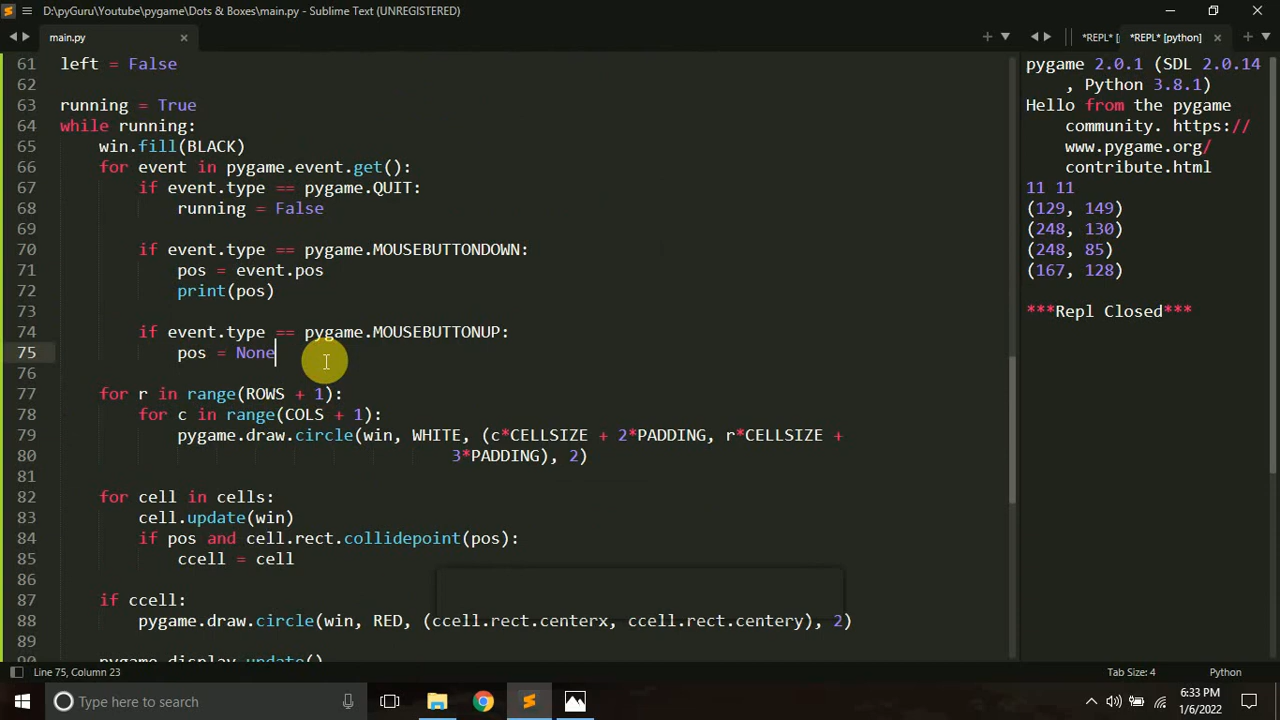 D:\pyGuru\Youtube\pygame\Dots & Boxes\main.py - Sublime Text (UNREGISTERED)
main.py
*REPL* [
*REPL* [python]
61 left = False
62
63 running = True
64 while running:
65 win.fill(BLACK)
66 for event in pygame.event.get():
67 if event.type == pygame.QUIT:
68 running = False
69
70 if event.type == pygame.MOUSEBUTTONDOWN:
71 pos = event.pos
72 print(pos)
73
74 if event.type == pygame.MOUSEBUTTONUP:
75 pos = None
76
77 for r in range(ROWS + 1):
78 for c in range(COLS + 1):
79 pygame.draw.circle(win, WHITE, (c*CELLSIZE + 2*PADDING, r*CELLSIZE +
80 3*PADDING), 2)
81
82 for cell in cells:
83 cell.update(win)
84 if pos and cell.rect.collidepoint(pos):
85 ccell = cell
86
87 if ccell:
88 pygame.draw.circle(win, RED, (ccell.rect.centerx, ccell.rect.centery), 2)
89
90 pygame.display.update()
pygame 2.0.1 (SDL 2.0.14
, Python 3.8.1)
Hello from the pygame
community. https://
www.pygame.org/
contribute.html
11 11
(129, 149)
(248, 130)
(248, 85)
(167, 128)
***Repl Closed***
Line 75, Column 23
Tab Size: 4
Python
Type here to search
6:33 PM
1/6/2022